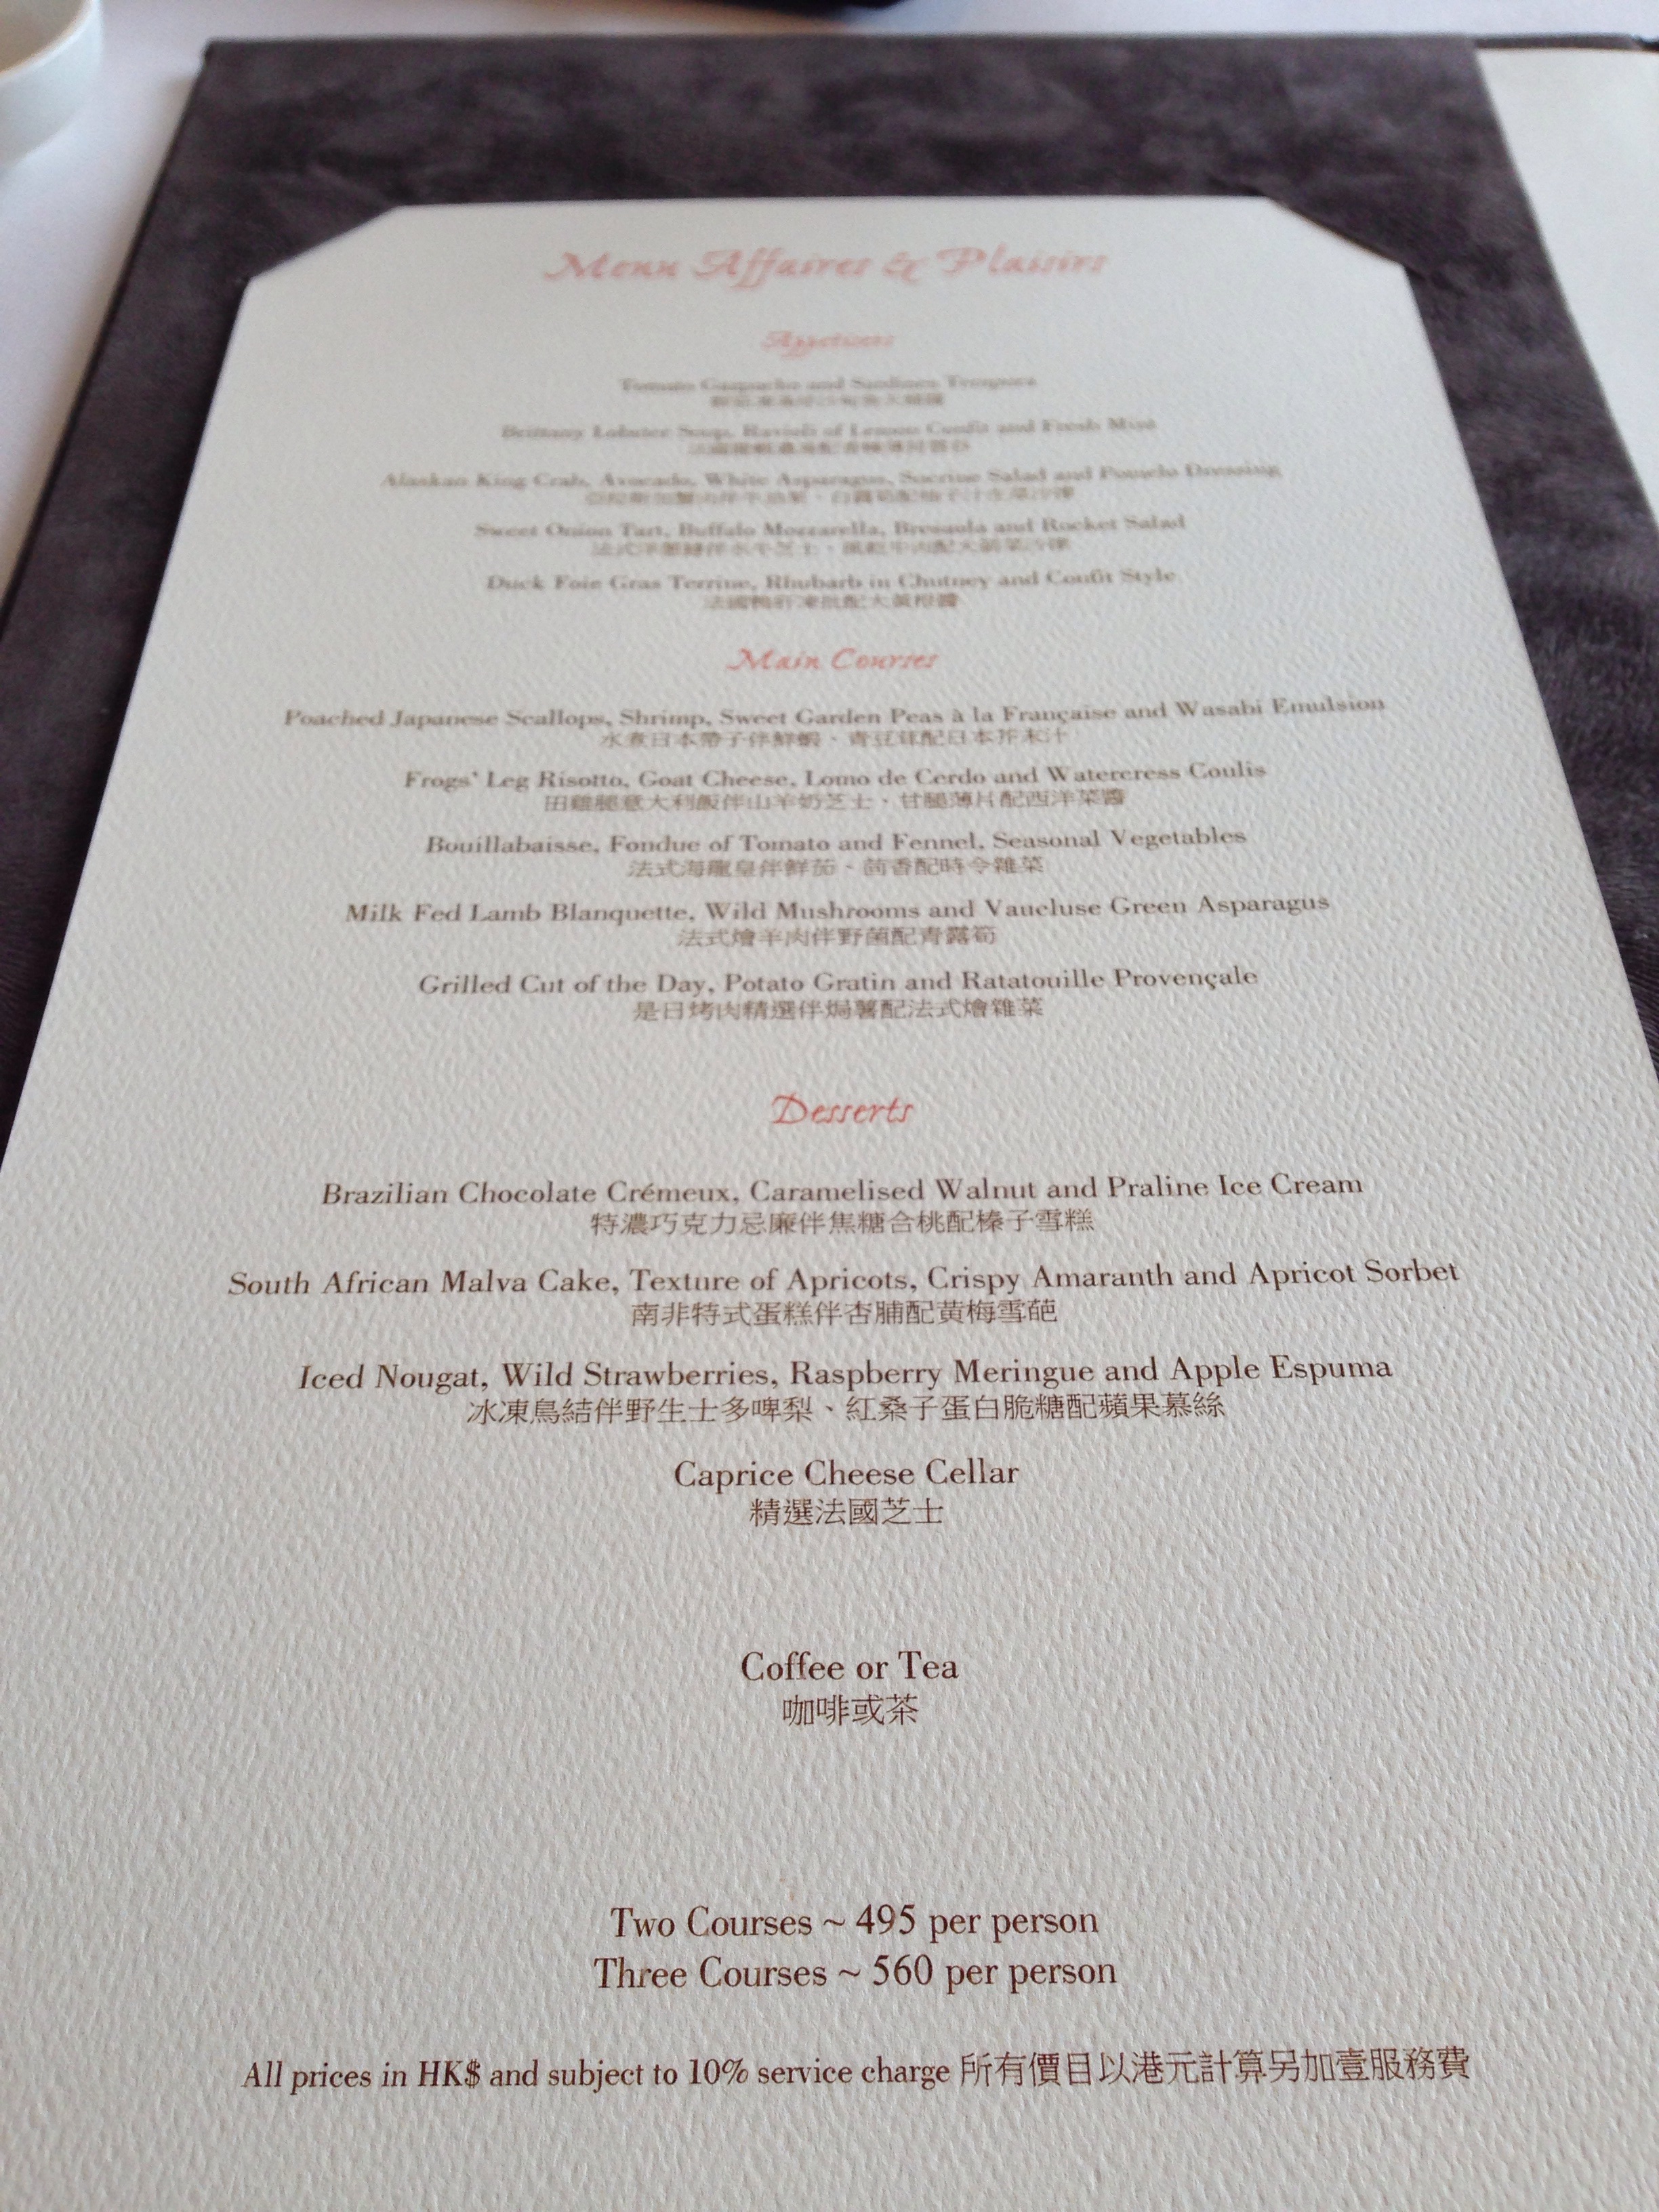 Menu Affaires & Plaisirs
Appetisers
Tomato Gazpacho and Sardines Tempura
Brittany Lobster Soup, Ravioli of Lemon Confit and Fresh Mint
Alaskan King Crab, Avocado, White Asparagus, Sucrine Salad and Pomelo Dressing
Sweet Onion Tart, Buffalo Mozzarella, Bresaola and Rocket Salad
Duck Foie Gras Terrine, Rhubarb in Chutney and Confit Style
法國鴨肝凍批配大黃根醬
Main Courses
Poached Japanese Scallops, Shrimp, Sweet Garden Peas à la Française and Wasabi Emulsion
水煮日本帶子伴鮮蝦、青豆茸配日本芥末汁
Frogs' Leg Risotto, Goat Cheese, Lomo de Cerdo and Watercress Coulis
田雞腿意大利飯伴山羊奶芝士、甘腿薄片配西洋菜醬
Bouillabaisse, Fondue of Tomato and Fennel, Seasonal Vegetables
法式海龍皇伴鮮茄、茴香配時令雜菜
Milk Fed Lamb Blanquette, Wild Mushrooms and Vaucluse Green Asparagus
法式燴羊肉伴野菌配青露筍
Grilled Cut of the Day, Potato Gratin and Ratatouille Provençale
是日烤肉精選伴焗薯配法式燴雜菜
Desserts
Brazilian Chocolate Crémeux, Caramelised Walnut and Praline Ice Cream
特濃巧克力忌廉伴焦糖合桃配榛子雪糕
South African Malva Cake, Texture of Apricots, Crispy Amaranth and Apricot Sorbet
南非特式蛋糕伴杏脯配黃梅雪葩
Iced Nougat, Wild Strawberries, Raspberry Meringue and Apple Espuma
冰凍鳥結伴野生士多啤梨、紅桑子蛋白脆糖配蘋果慕絲
Caprice Cheese Cellar
精選法國芝士
Coffee or Tea
咖啡或茶
Two Courses ~ 495 per person
Three Courses ~ 560 per person
All prices in HK$ and subject to 10% service charge 所有價目以港元計算另加壹服務費